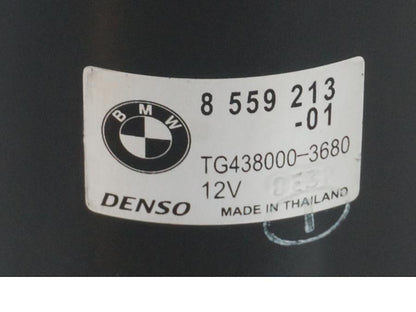 BMW
8 559 213
-01
TG438000-3680
12V
DENSO
MADE IN THAILAND